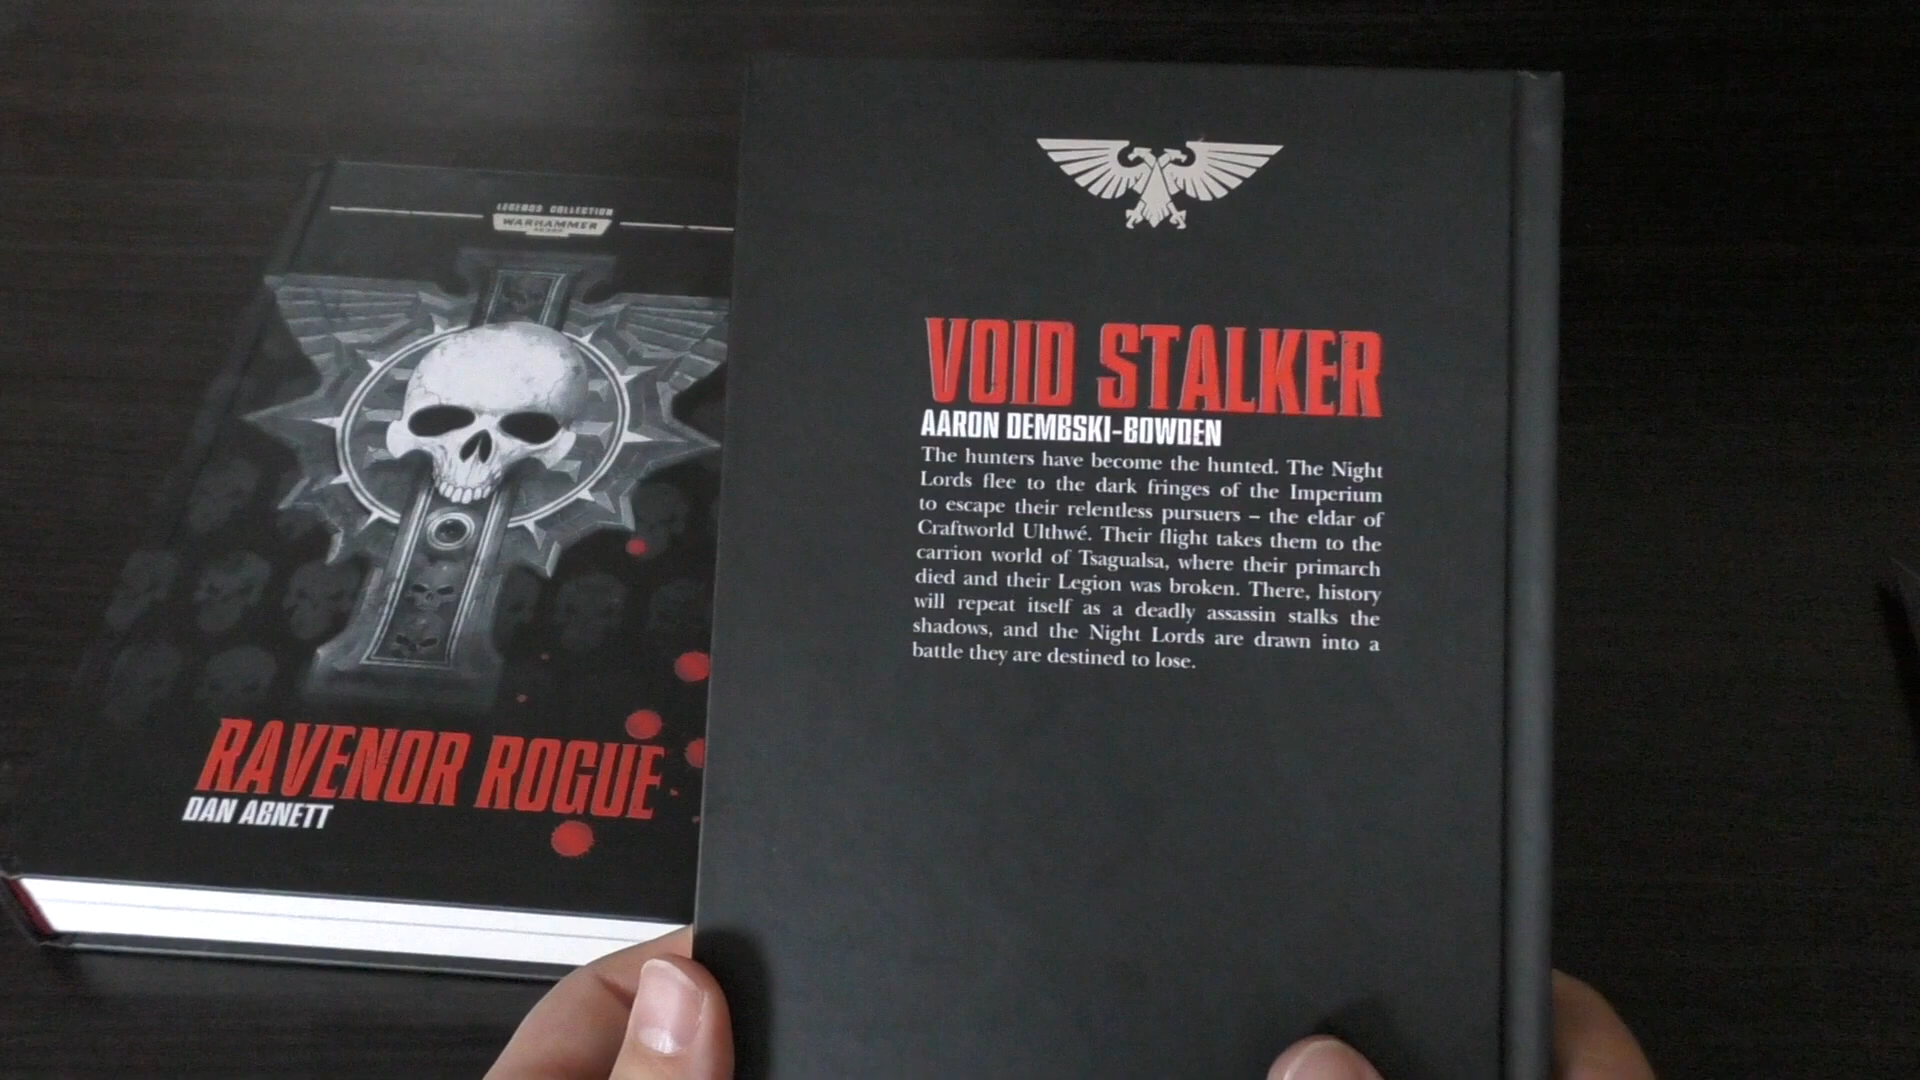 LEGENDS COLLECTION
WARHAMMER
40,000
RAVENOR ROGUE
DAN ABNETT
VOID STALKER
AARON DEMBSKI-BOWDEN
The hunters have become the hunted. The Night
Lords flee to the dark fringes of the Imperium
to escape their relentless pursuers – the eldar of
Craftworld Ulthwé. Their flight takes them to the
carrion world of Tsagualsa, where their primarch
died and their Legion was broken. There, history
will repeat itself as a deadly assassin stalks the
shadows, and the Night Lords are drawn into a
battle they are destined to lose.